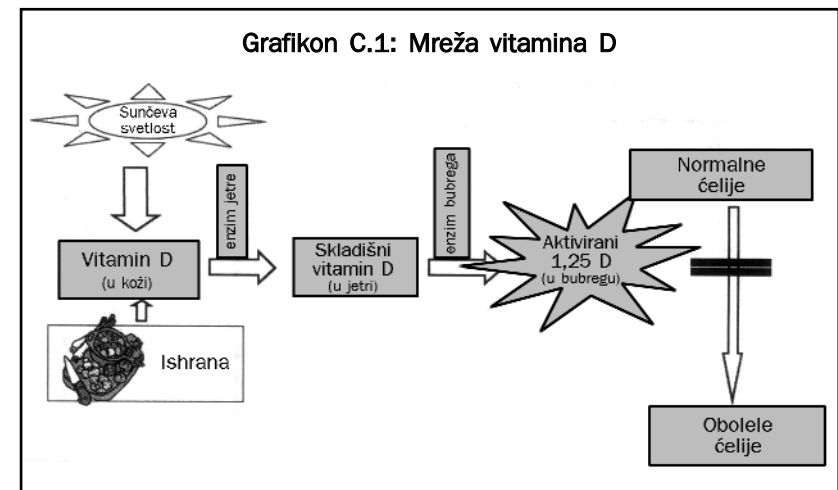 Grafikon C.1: Mreža vitamina D
Sunčeva
svetlost
enzim jetre
enzim bubrega
Normalne
ćelije
Vitamin D
(u koži)
Skladišni
vitamin D
(u jetri)
Aktivirani
1,25 D
(u bubregu)
Ishrana
Obolele
ćelije